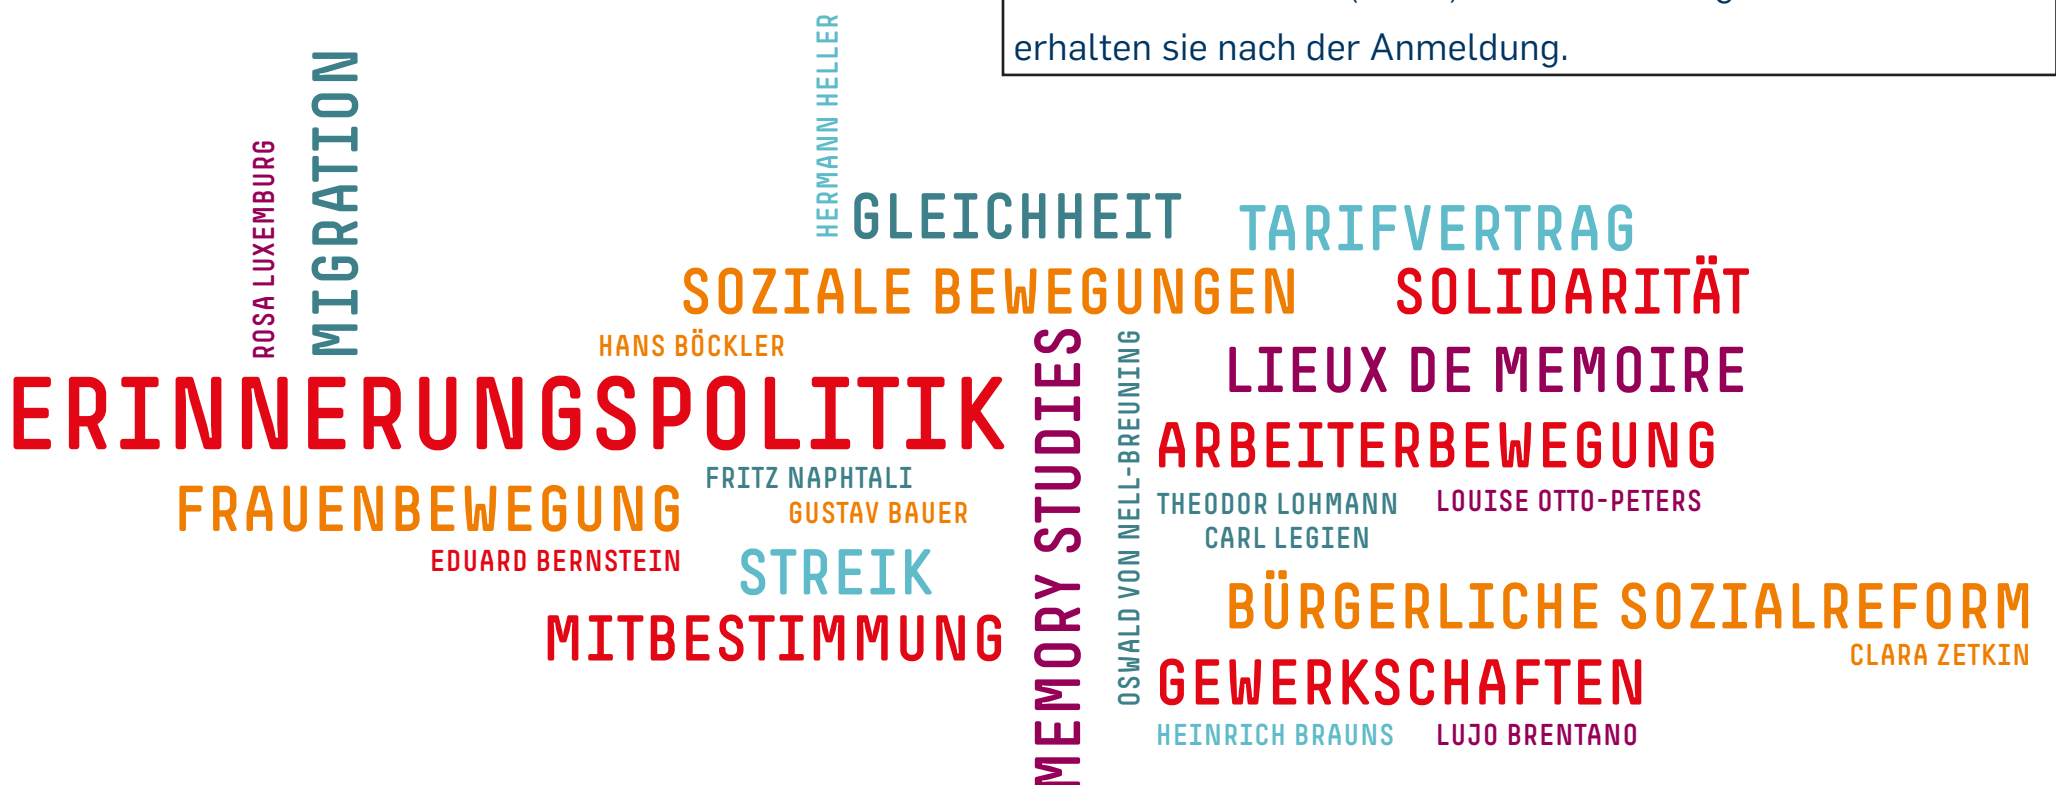 erhalten sie nach der Anmeldung.
HERMANN HELLER
MIGRATION
ROSA LUXEMBURG
GLEICHHEIT
TARIFVERTRAG
SOZIALE BEWEGUNGEN
SOLIDARITÄT
HANS BÖCKLER
MEMORY STUDIES
OSWALD VON NELL-BREUNING
LIEUX DE MEMOIRE
ERINNERUNGSPOLITIK
ARBEITERBEWEGUNG
FRITZ NAPHTALI
FRAUENBEWEGUNG
GUSTAV BAUER
THEODOR LOHMANN
LOUISE OTTO-PETERS
CARL LEGIEN
EDUARD BERNSTEIN
STREIK
BÜRGERLICHE SOZIALREFORM
MITBESTIMMUNG
CLARA ZETKIN
GEWERKSCHAFTEN
HEINRICH BRAUNS
LUJO BRENTANO